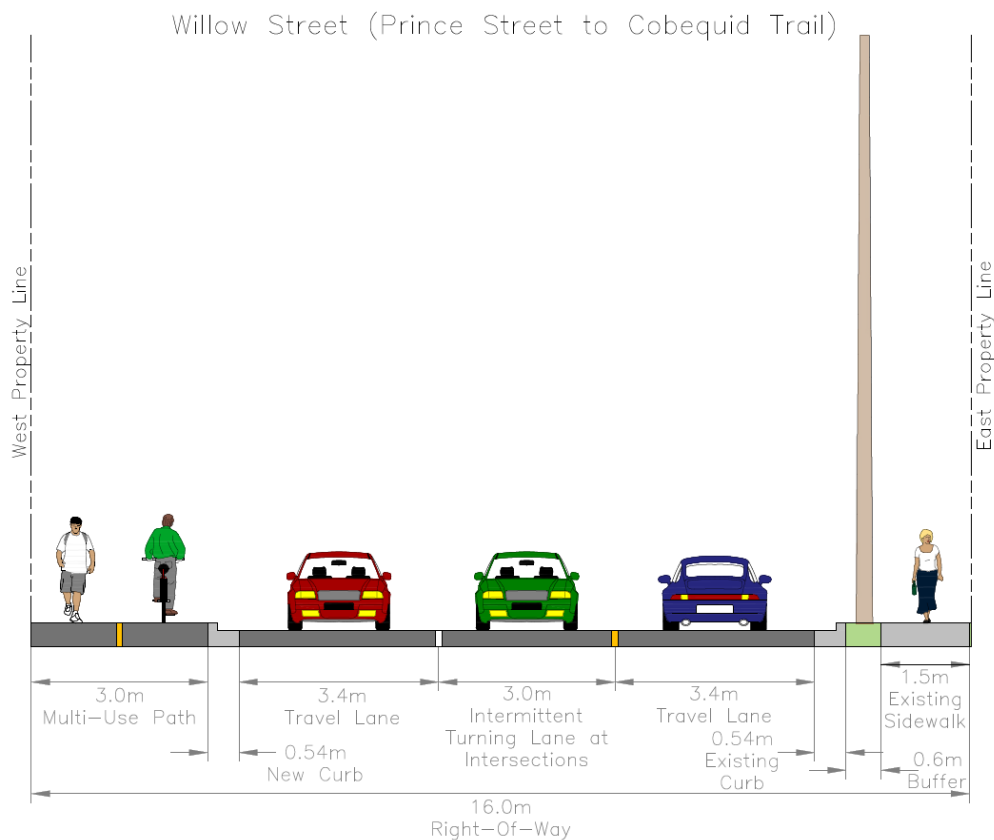 Willow Street (Prince Street to Cobequid Trail)
West Property Line
East Property Line
3.0m
Multi-Use Path
3.4m
Travel Lane
3.0m
Intermittent
Turning Lane at
Intersections
3.4m
Travel Lane
1.5m
Existing
Sidewalk
0.54m
New Curb
0.54m
Existing
Curb
0.6m
Buffer
16.0m
Right-Of-Way